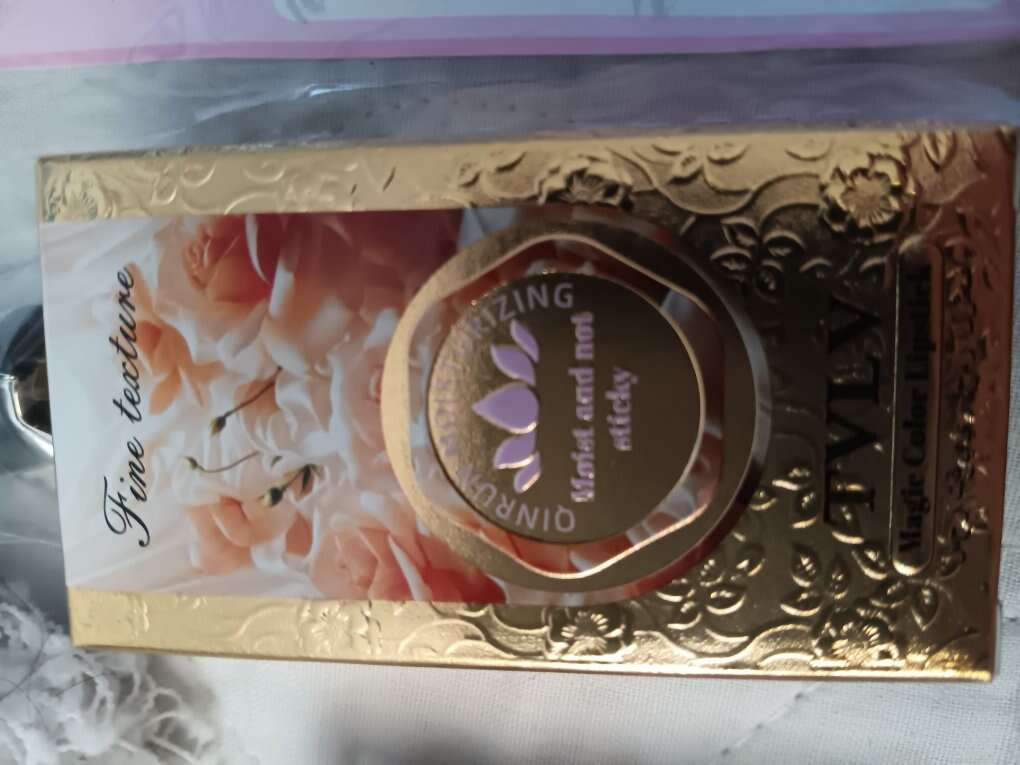 Fine texture
QINRUN MOISTURIZING
Moist and not
sticky
TVLV
Magic Color Lipstick